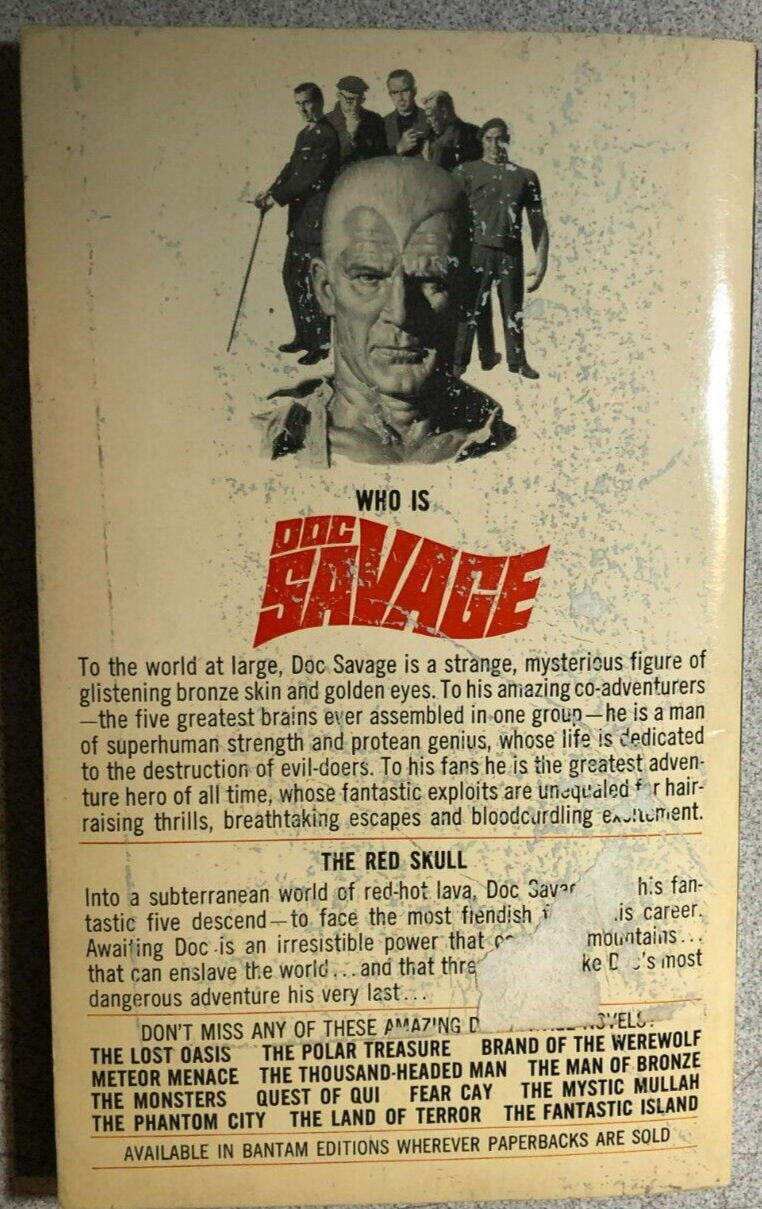 WHO IS
DOC
SAVAGE
To the world at large, Doc Savage is a strange, mysterious figure of
glistening bronze skin and golden eyes. To his amazing co-adventurers
—the five greatest brains ever assembled in one group—he is a man
of superhuman strength and protean genius, whose life is dedicated
to the destruction of evil-doers. To his fans he is the greatest adven-
ture hero of all time, whose fantastic exploits are unequaled for hair-
raising thrills, breathtaking escapes and bloodcurdling excitement.
THE RED SKULL
Into a subterranean world of red-hot lava, Doc his fan-
tastic five descend—to face the most fiendish career.
Awaiting Doc is an irresistible power that mountains...
that can enslave the world...and that most
dangerous adventure his very last...
DON'T MISS ANY OF THESE AMAZING NOVELS:
THE LOST OASIS THE POLAR TREASURE BRAND OF THE WEREWOLF
METEOR MENACE THE THOUSAND-HEADED MAN THE MAN OF BRONZE
THE MONSTERS QUEST OF QUI FEAR CAY THE MYSTIC MULLAH
THE PHANTOM CITY THE LAND OF TERROR THE FANTASTIC ISLAND
AVAILABLE IN BANTAM EDITIONS WHEREVER PAPERBACKS ARE SOLD